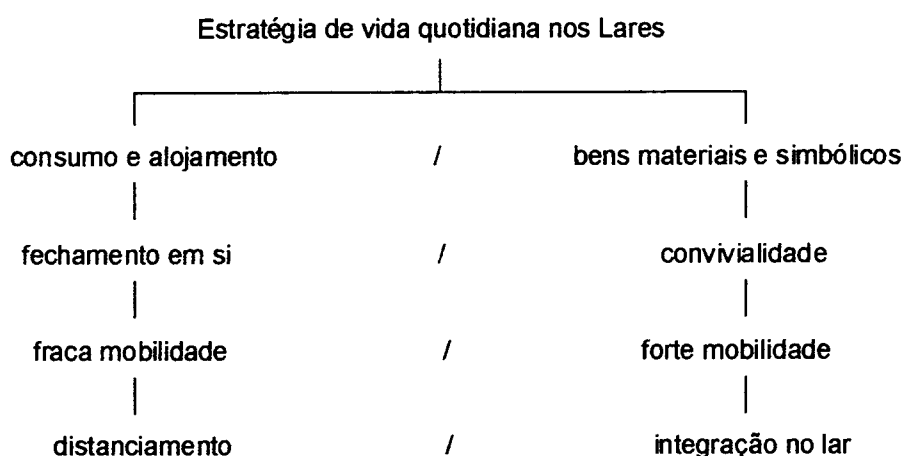 Estratégia de vida quotidiana nos Lares
consumo e alojamento / bens materiais e simbólicos
fechamento em si / convivialidade
fraca mobilidade / forte mobilidade
distanciamento / integração no lar